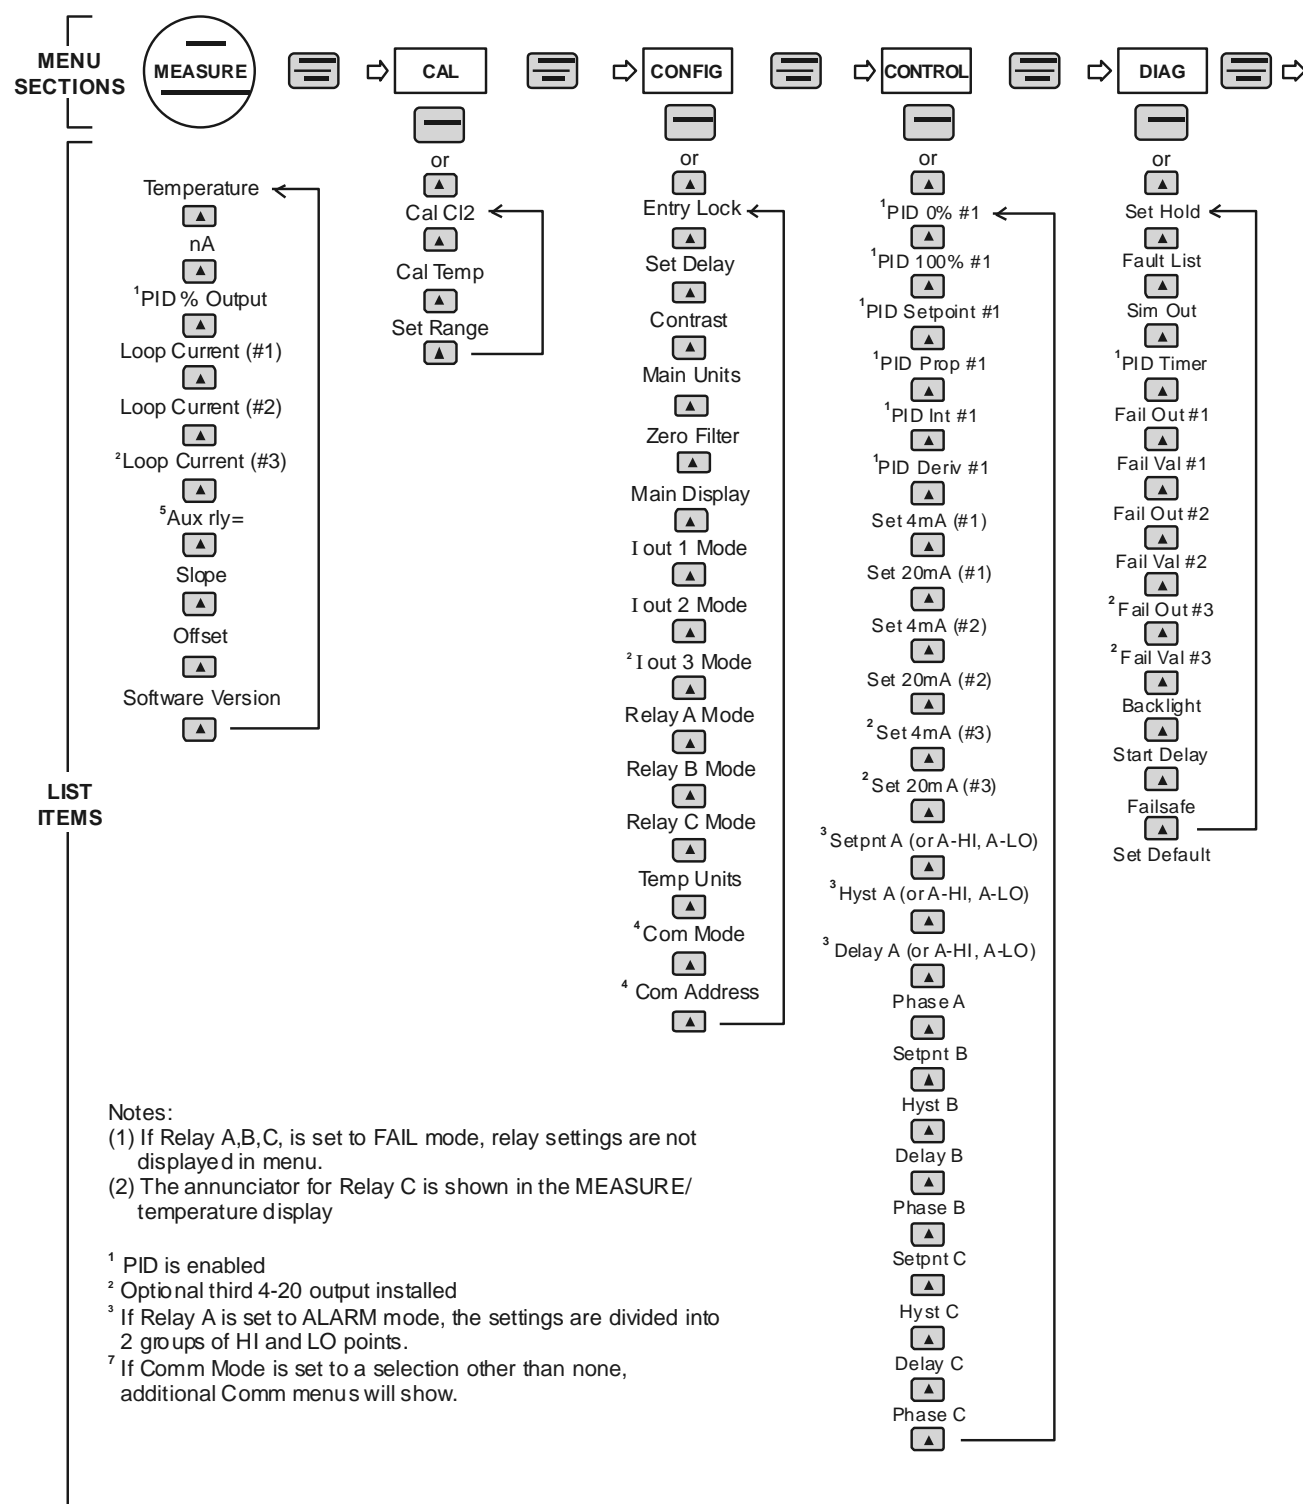 MENU
SECTIONS
MEASURE
CAL
CONFIG
CONTROL
DIAG
LIST
ITEMS
Temperature
nA
¹PID % Output
Loop Current (#1)
Loop Current (#2)
²Loop Current (#3)
⁵Aux rly=
Slope
Offset
Software Version
or
Cal Cl2
Cal Temp
Set Range
or
Entry Lock
Set Delay
Contrast
Main Units
Zero Filter
Main Display
I out 1 Mode
I out 2 Mode
²I out 3 Mode
Relay A Mode
Relay B Mode
Relay C Mode
Temp Units
⁴Com Mode
⁴ Com Address
or
¹PID 0% #1
¹PID 100% #1
¹PID Setpoint #1
¹PID Prop #1
¹PID Int #1
¹PID Deriv #1
Set 4mA (#1)
Set 20mA (#1)
Set 4mA (#2)
Set 20mA (#2)
²Set 4mA (#3)
²Set 20mA (#3)
³Setpnt A (or A-HI, A-LO)
³Hyst A (or A-HI, A-LO)
³ Delay A (or A-HI, A-LO)
Phase A
Setpnt B
Hyst B
Delay B
Phase B
Setpnt C
Hyst C
Delay C
Phase C
or
Set Hold
Fault List
Sim Out
¹PID Timer
Fail Out #1
Fail Val #1
Fail Out #2
Fail Val #2
²Fail Out #3
²Fail Val #3
Backlight
Start Delay
Failsafe
Set Default
Notes:
(1) If Relay A,B,C, is set to FAIL mode, relay settings are not
displayed in menu.
(2) The annunciator for Relay C is shown in the MEASURE/
temperature display
¹ PID is enabled
² Optional third 4-20 output installed
³ If Relay A is set to ALARM mode, the settings are divided into
2 groups of HI and LO points.
⁷ If Comm Mode is set to a selection other than none,
additional Comm menus will show.